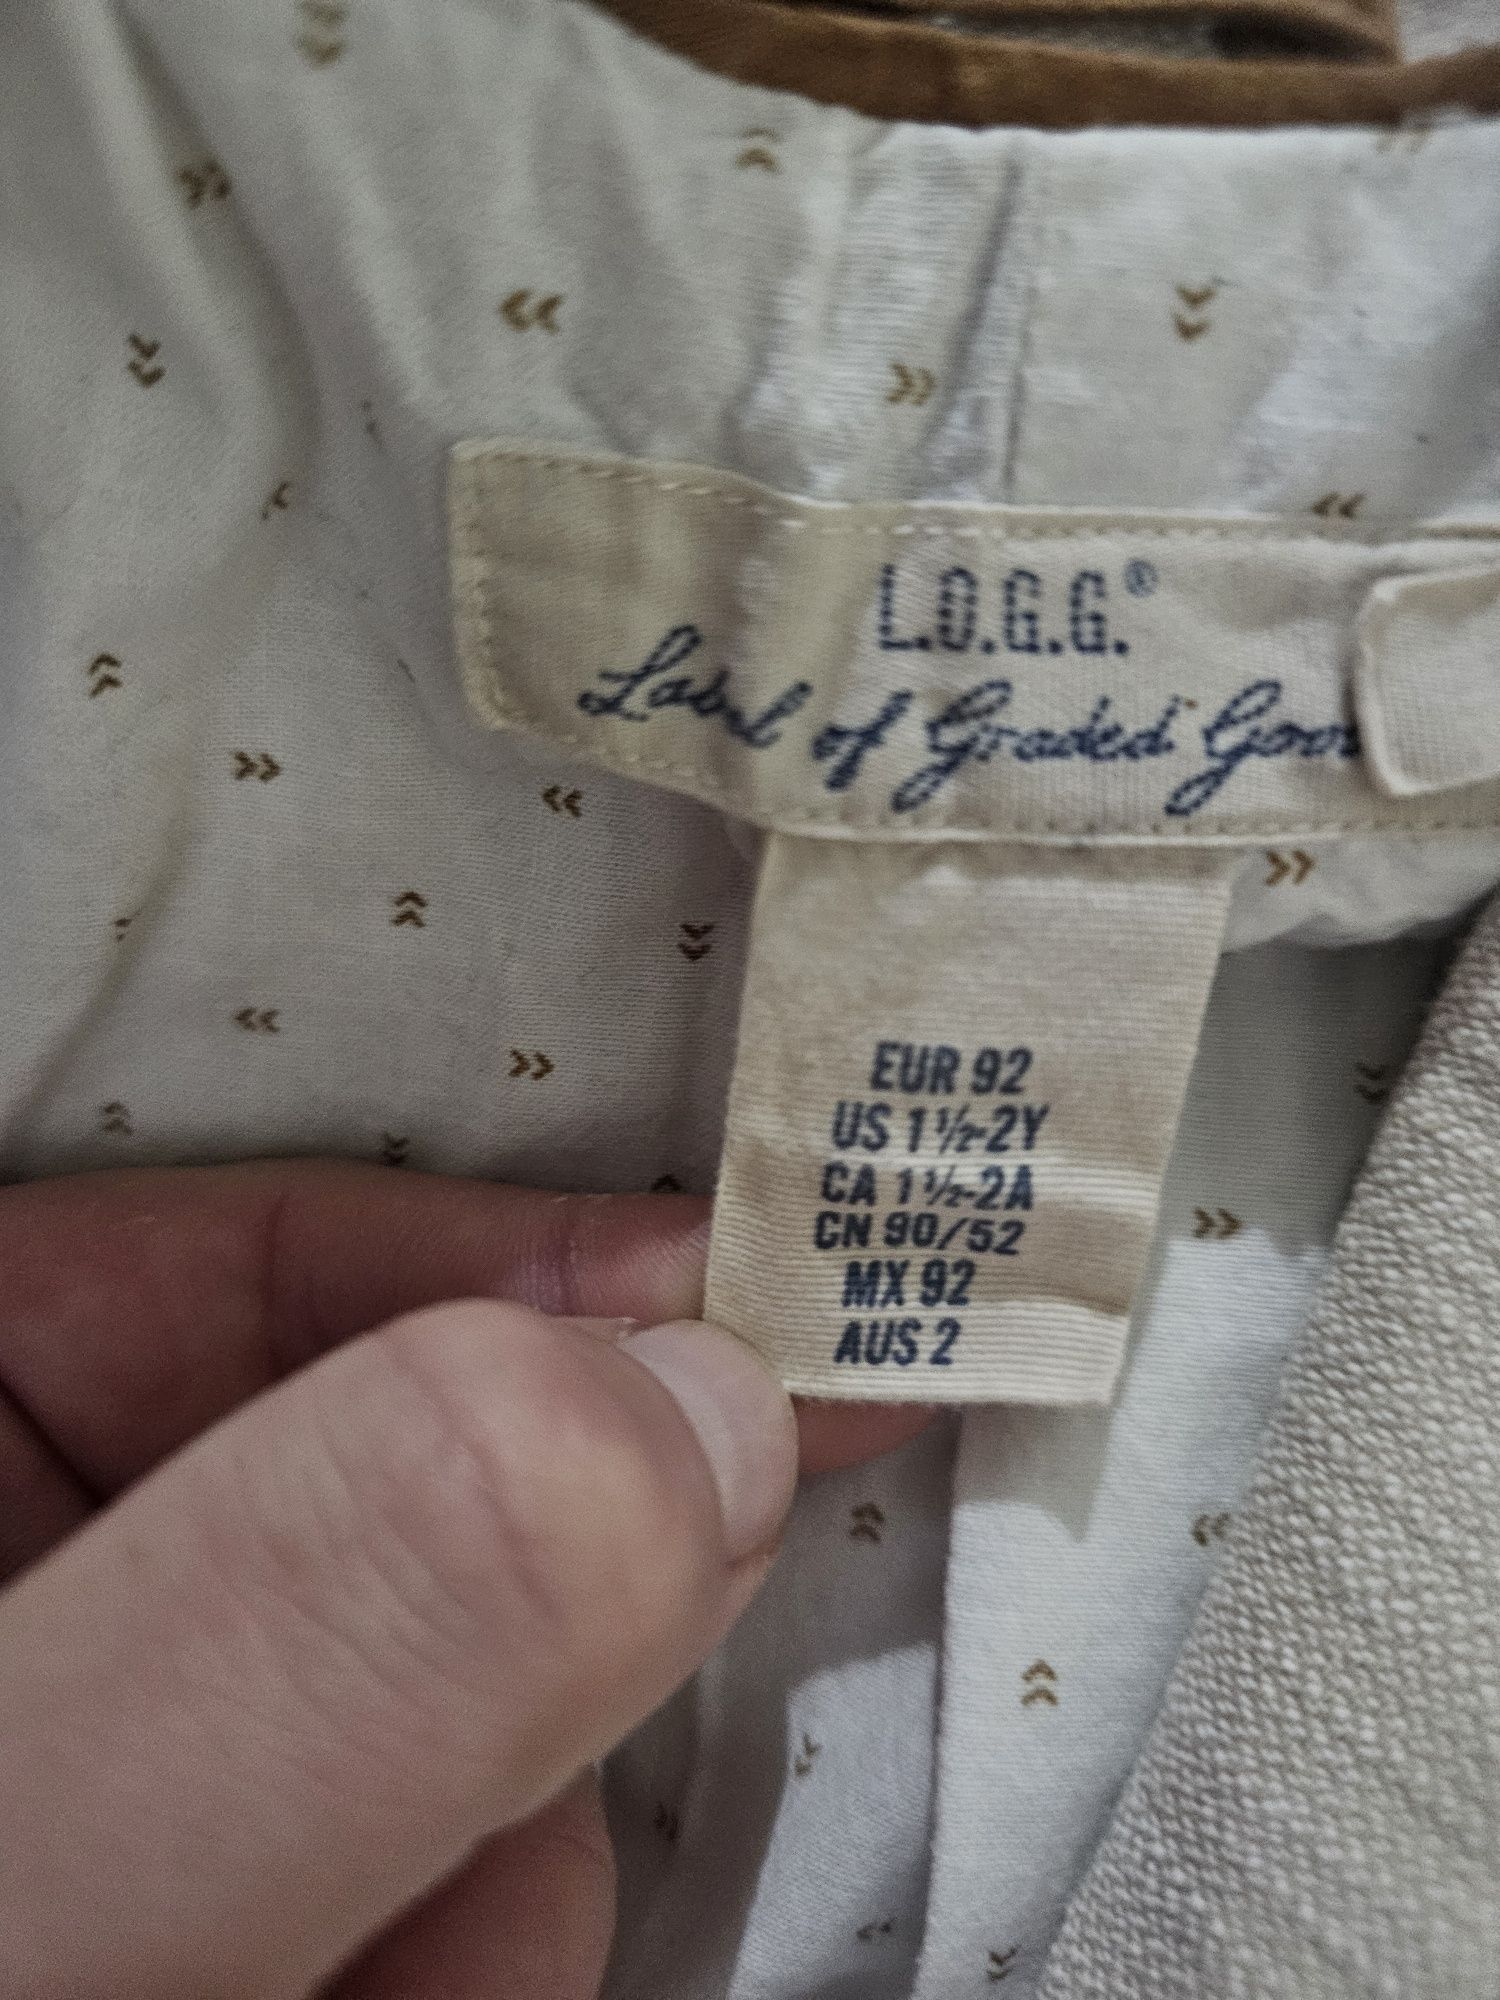 L.O.G.G.®
Label of Graded Goo
EUR 92
US 1½-2Y
CA 1½-2A
CN 90/52
MX 92
AUS 2